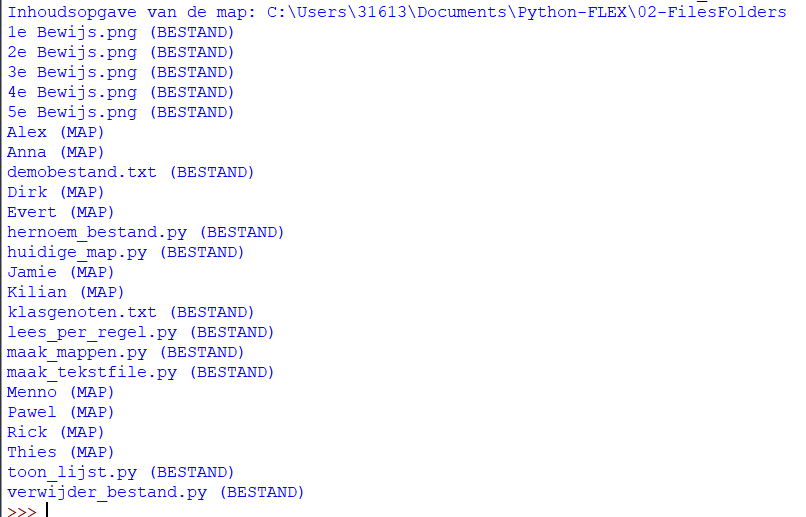 Inhoudsopgave van de map: C:\Users\31613\Documents\Python-FLEX\02-FilesFolders
1e Bewijs.png (BESTAND)
2e Bewijs.png (BESTAND)
3e Bewijs.png (BESTAND)
4e Bewijs.png (BESTAND)
5e Bewijs.png (BESTAND)
Alex (MAP)
Anna (MAP)
demobestand.txt (BESTAND)
Dirk (MAP)
Evert (MAP)
hernoem_bestand.py (BESTAND)
huidige_map.py (BESTAND)
Jamie (MAP)
Kilian (MAP)
klasgenoten.txt (BESTAND)
lees_per_regel.py (BESTAND)
maak_mappen.py (BESTAND)
maak_tekstfile.py (BESTAND)
Menno (MAP)
Pawel (MAP)
Rick (MAP)
Thies (MAP)
toon_lijst.py (BESTAND)
verwijder_bestand.py (BESTAND)
>>>